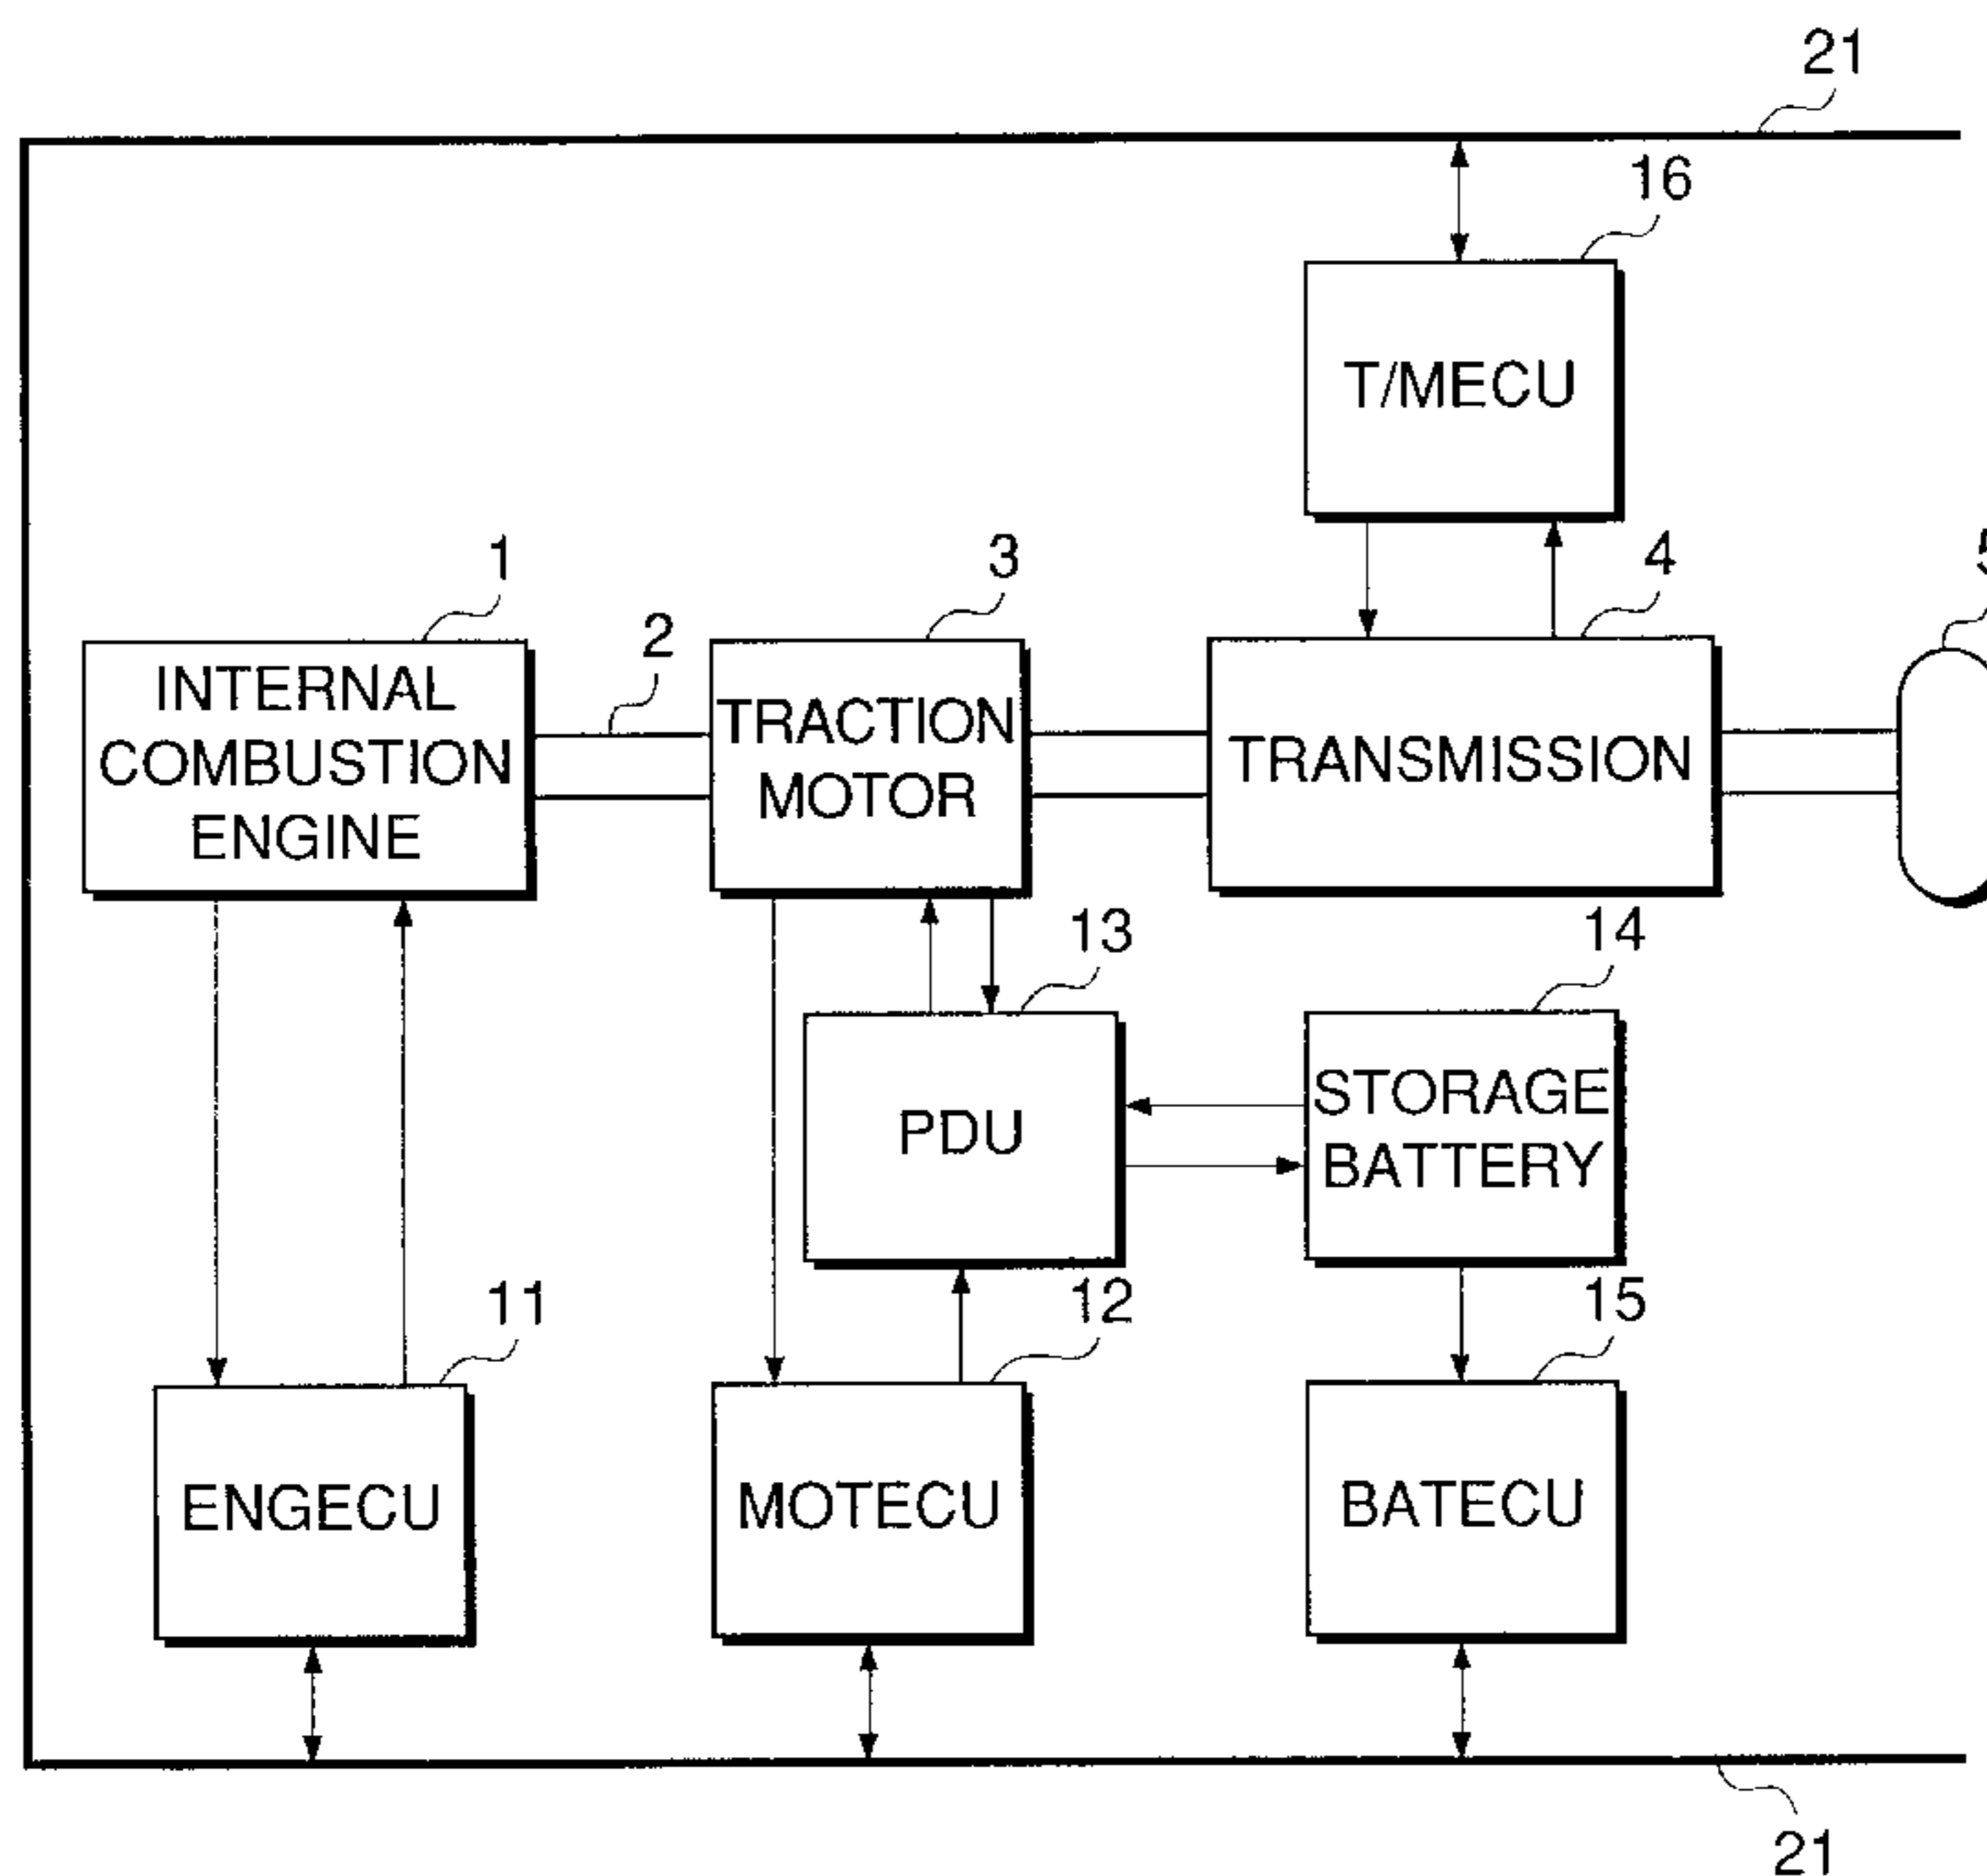 21
16
T/MECU
1
2
3
4
5
INTERNAL
COMBUSTION
ENGINE
TRACTION
MOTOR
TRANSMISSION
13
14
PDU
STORAGE
BATTERY
11
12
15
ENGECU
MOTECU
BATECU
21